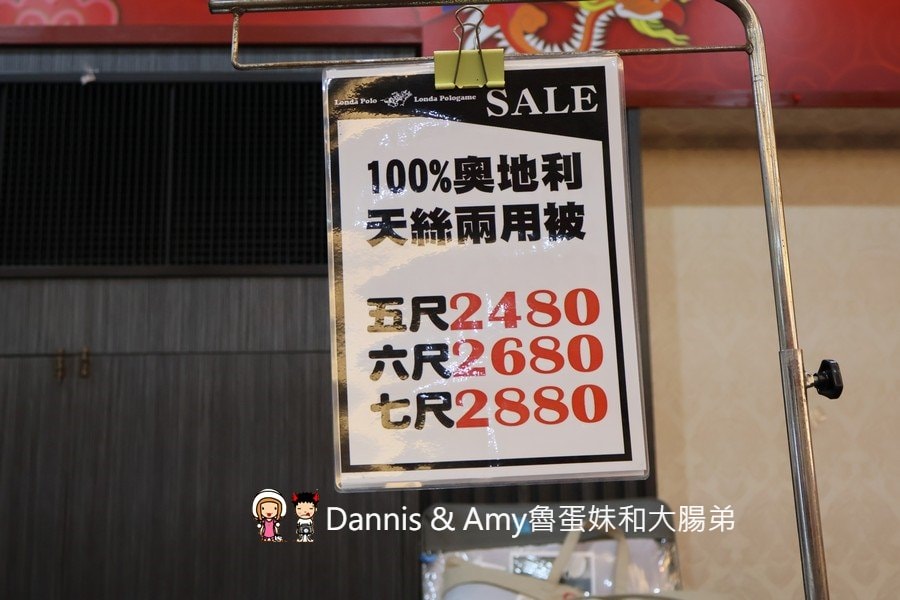 Londa Polo Londa Pologame SALE
100%奧地利
天絲兩用被
五尺2480
六尺2680
七尺2880
Dannis & Amy魯蛋妹和大腸弟